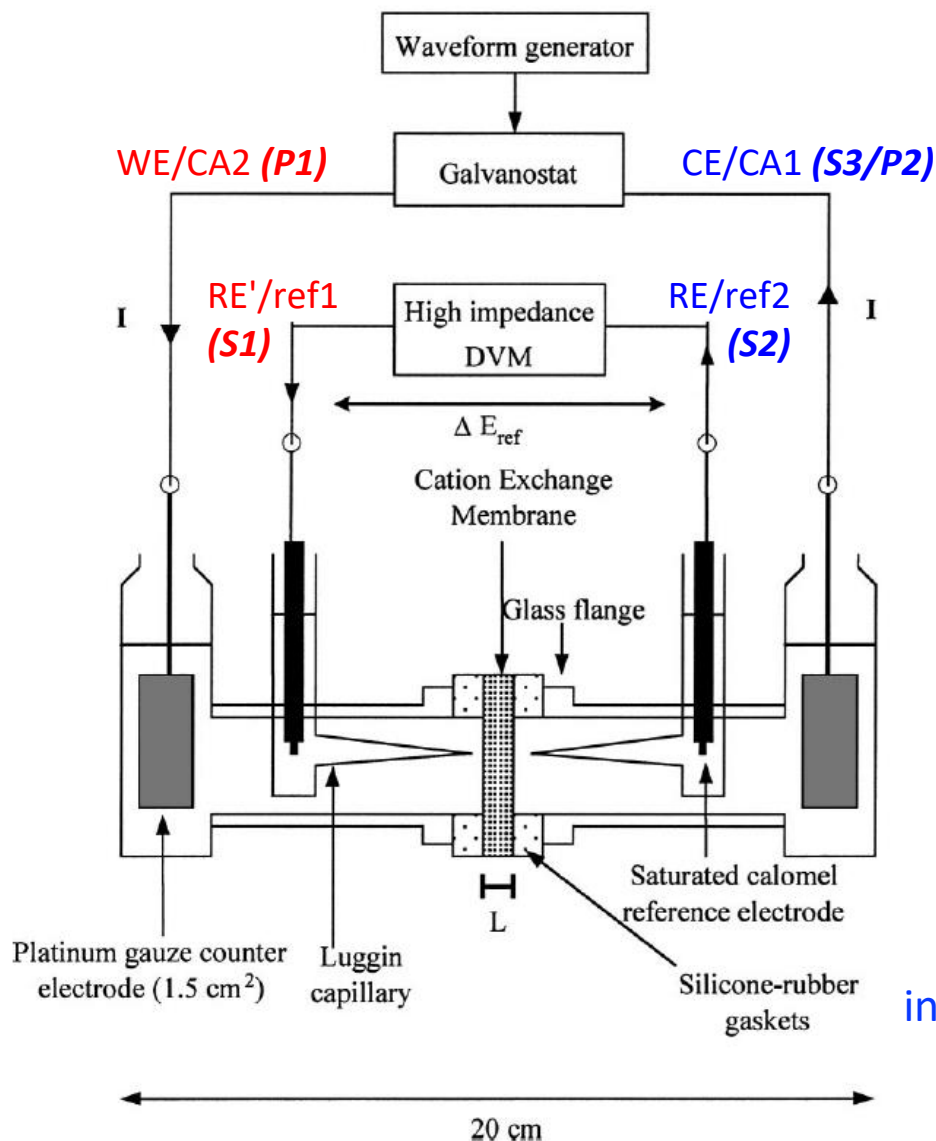 Waveform generator
WE/CA2 (P1)
Galvanostat
CE/CA1 (S3/P2)
I
RE'/ref1
(S1)
High impedance
DVM
RE/ref2
(S2)
I
Δ E_ref
Cation Exchange
Membrane
Glass flange
L
Platinum gauze counter
electrode (1.5 cm²)
Luggin
capillary
Saturated calomel
reference electrode
Silicone-rubber
gaskets
in
20 cm